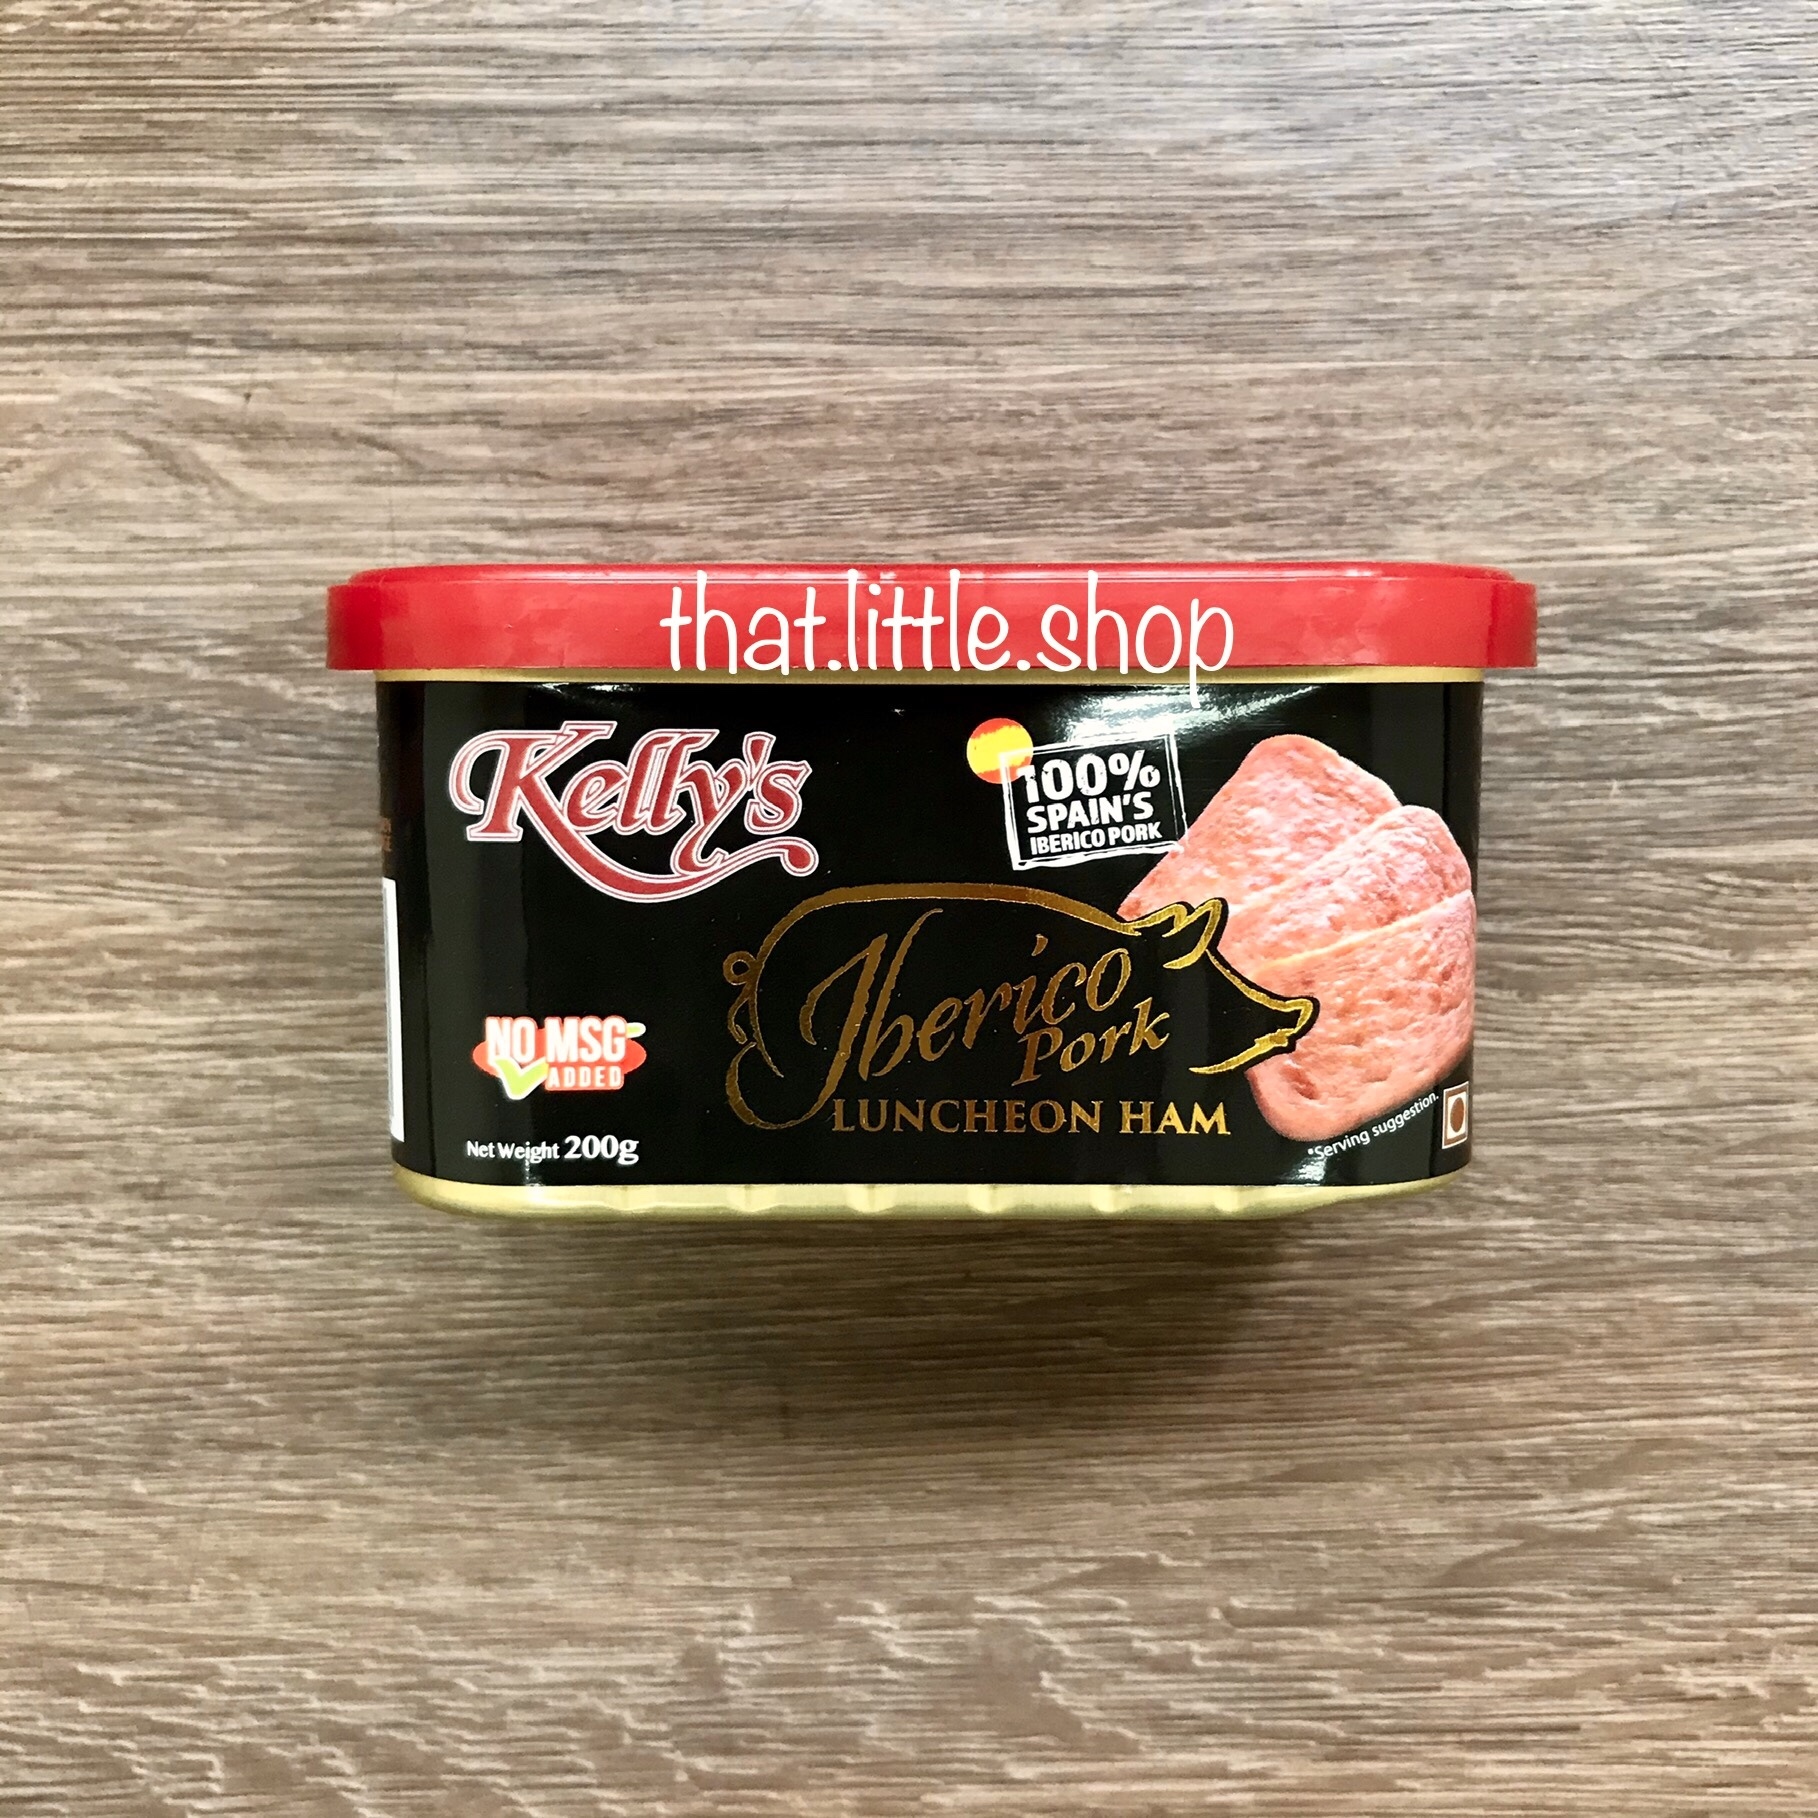 that.little.shop
Kelly's
100%
SPAIN'S
IBERICO PORK
Iberico
Pork
LUNCHEON HAM
NO MSG
ADDED
Net Weight 200g
*Serving suggestion.